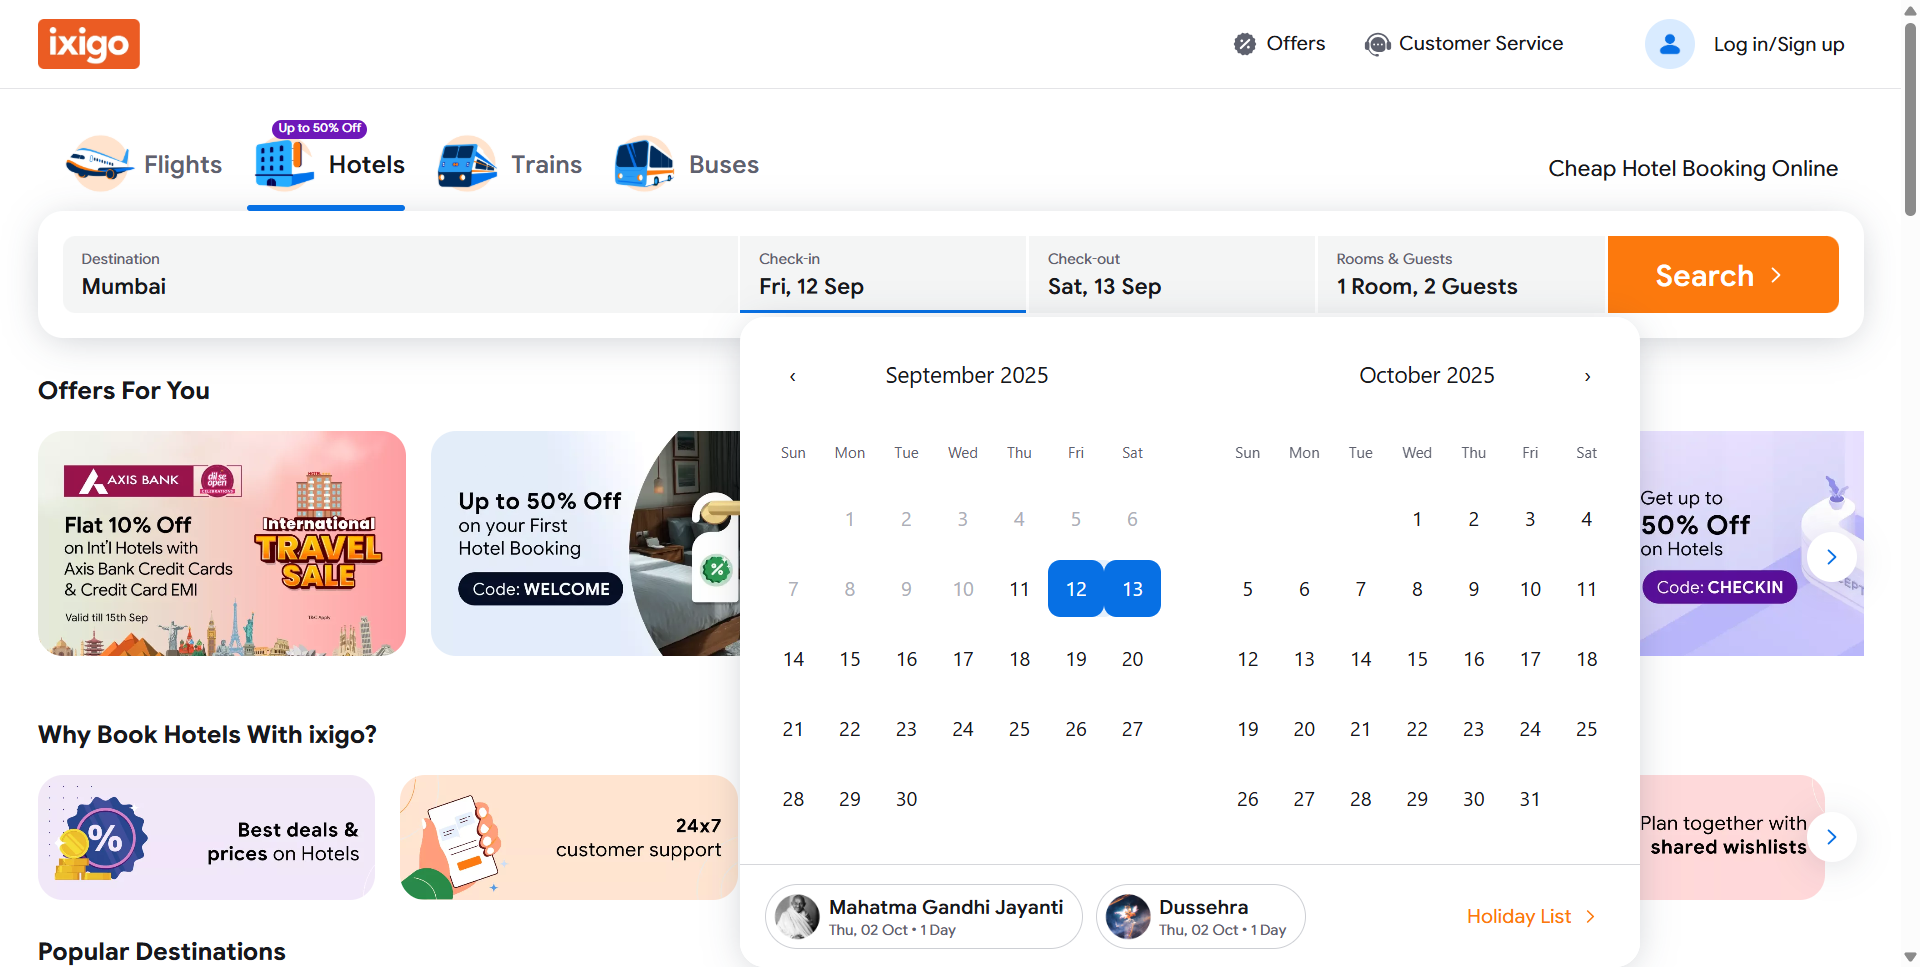 ixigo
Offers
Customer Service
Log in/Sign up
Up to 50% Off
Flights
Hotels
Trains
Buses
Cheap Hotel Booking Online
Destination
Mumbai
Check-in
Fri, 12 Sep
Check-out
Sat, 13 Sep
Rooms & Guests
1 Room, 2 Guests
Search
Offers For You
AXIS BANK
dil se
open
CELEBRATIONS
Flat 10% Off
on Int'l Hotels with
Axis Bank Credit Cards
& Credit Card EMI
Valid till 15th Sep
HOTEL
International
TRAVEL
SALE
T&C Apply
Up to 50% Off
on your First
Hotel Booking
Code: WELCOME
%
‹ September 2025
October 2025 ›
Sun Mon Tue Wed Thu Fri Sat
1 2 3 4 5 6
7 8 9 10 11 12 13
14 15 16 17 18 19 20
21 22 23 24 25 26 27
28 29 30
Sun Mon Tue Wed Thu Fri Sat
1 2 3 4
5 6 7 8 9 10 11
12 13 14 15 16 17 18
19 20 21 22 23 24 25
26 27 28 29 30 31
Mahatma Gandhi Jayanti
Thu, 02 Oct • 1 Day
Dussehra
Thu, 02 Oct • 1 Day
Holiday List
Get up to
50% Off
on Hotels
Code: CHECKIN
Why Book Hotels With ixigo?
%
Best deals &
prices on Hotels
24x7
customer support
Plan together with
shared wishlists
Popular Destinations